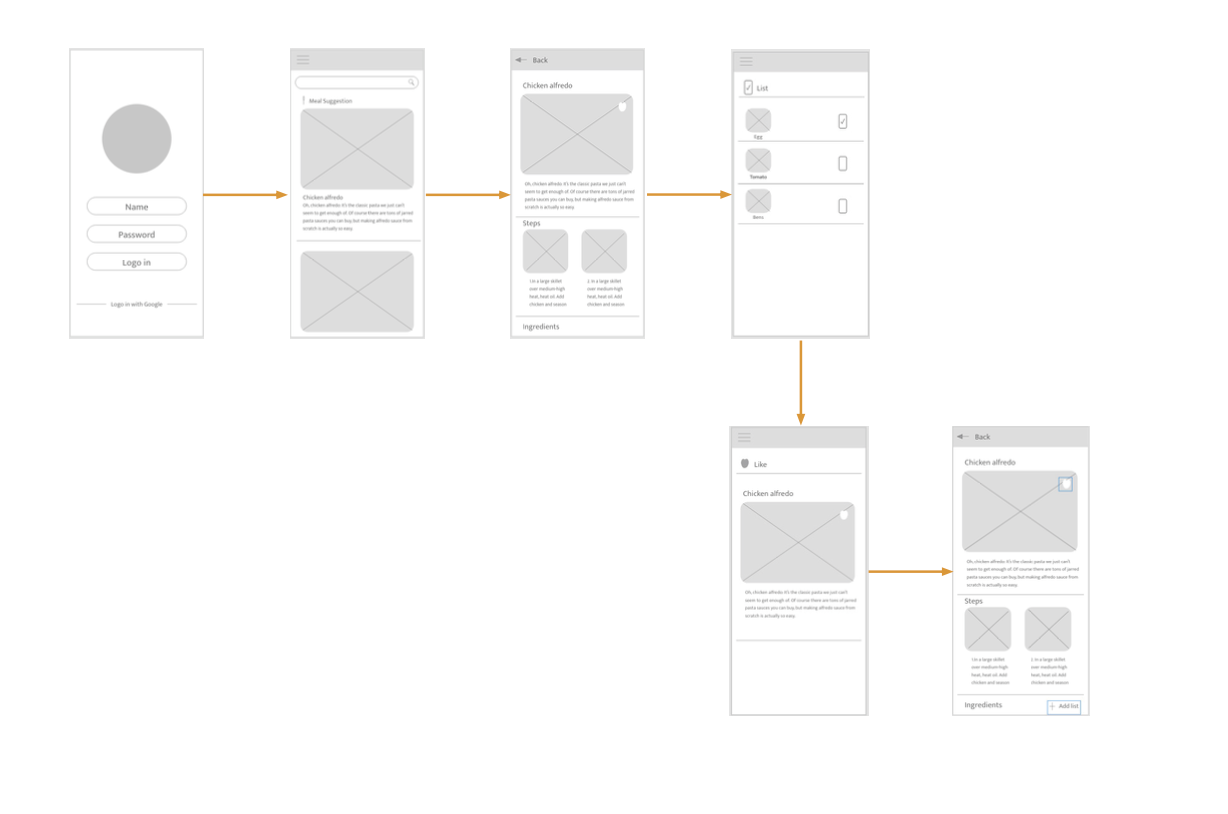 Name
Password
Logo in
Logo in with Google
Meal Suggestion
Chicken alfredo
Oh, chicken alfredo: it's the classic pasta we just can't
seem to get enough of. Of course there are tons of jarred
pasta sauces you can buy, but making alfredo sauce from
scratch is actually so easy.
Back
Chicken alfredo
Oh, chicken alfredo: it's the classic pasta we just can't
seem to get enough of. Of course there are tons of jarred
pasta sauces you can buy, but making alfredo sauce from
scratch is actually so easy.
Steps
1.In a large skillet
over medium-high
heat, heat oil. Add
chicken and season
2. In a large skillet
over medium-high
heat, heat oil. Add
chicken and season
Ingredients
List
Egg
Tomato
Items
Like
Chicken alfredo
Oh, chicken alfredo: it's the classic pasta we just can't
seem to get enough of. Of course there are tons of jarred
pasta sauces you can buy, but making alfredo sauce from
scratch is actually so easy.
Back
Chicken alfredo
Oh, chicken alfredo: it's the classic pasta we just can't
seem to get enough of. Of course there are tons of jarred
pasta sauces you can buy, but making alfredo sauce from
scratch is actually so easy.
Steps
1.In a large skillet
over medium-high
heat, heat oil. Add
chicken and season
2. In a large skillet
over medium-high
heat, heat oil. Add
chicken and season
Ingredients
+ Add list